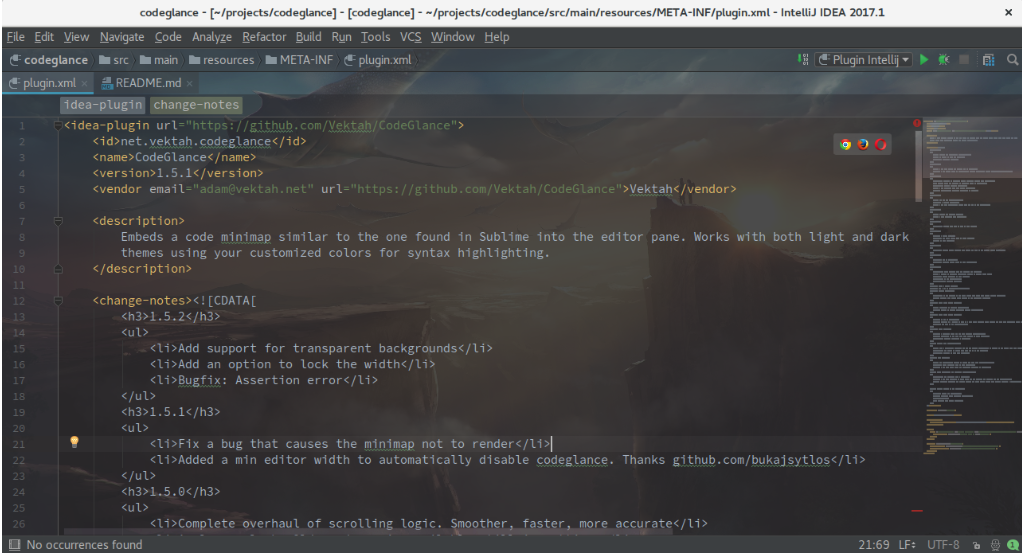 codeglance - [~/projects/codeglance] - [codeglance] - ~/projects/codeglance/src/main/resources/META-INF/plugin.xml - IntelliJ IDEA 2017.1
File Edit View Navigate Code Analyze Refactor Build Run Tools VCS Window Help
codeglance src main resources META-INF plugin.xml Plugin Intellij
plugin.xml README.md
idea-plugin change-notes
1 <idea-plugin url="https://github.com/Vektah/CodeGlance">
2 <id>net.vektah.codeglance</id>
3 <name>CodeGlance</name>
4 <version>1.5.1</version>
5 <vendor email="adam@vektah.net" url="https://github.com/Vektah/CodeGlance">Vektah</vendor>
6
7 <description>
8 Embeds a code minimap similar to the one found in Sublime into the editor pane. Works with both light and dark
9 themes using your customized colors for syntax highlighting.
10 </description>
11
12 <change-notes><![CDATA[
13 <h3>1.5.2</h3>
14 <ul>
15 <li>Add support for transparent backgrounds</li>
16 <li>Add an option to lock the width</li>
17 <li>Bugfix: Assertion error</li>
18 </ul>
19 <h3>1.5.1</h3>
20 <ul>
21 <li>Fix a bug that causes the minimap not to render</li>
22 <li>Added a min editor width to automatically disable codeglance. Thanks github.com/bukajsytlos</li>
23 </ul>
24 <h3>1.5.0</h3>
25 <ul>
26 <li>Complete overhaul of scrolling logic. Smoother, faster, more accurate</li>
No occurrences found 21:69 LF UTF-8 1